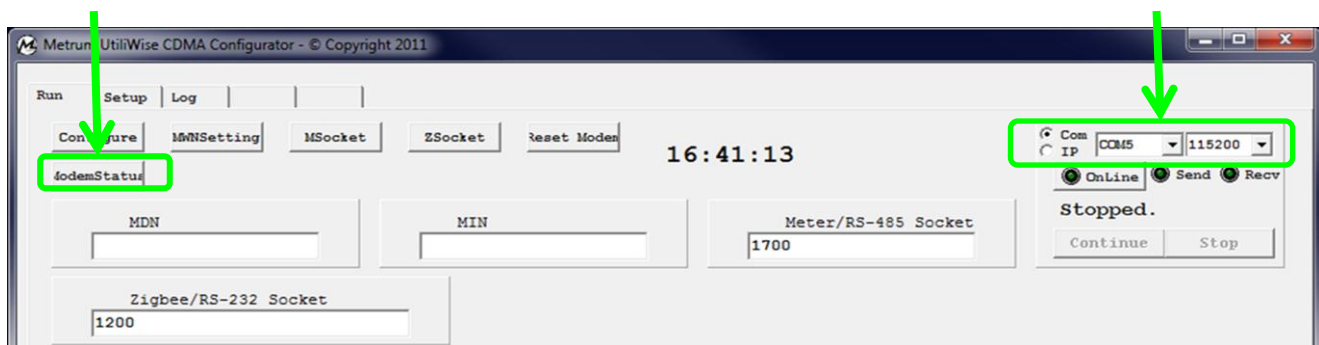 Metrum UtiliWise CDMA Configurator - © Copyright 2011
Run Setup Log
Configure MWNSetting MSocket ZSocket Reset Modem
16:41:13
Com
IP
COM5 115200
ModemStatus
OnLine Send Recv
Stopped.
Continue Stop
MDN MIN Meter/RS-485 Socket
1700
Zigbee/RS-232 Socket
1200